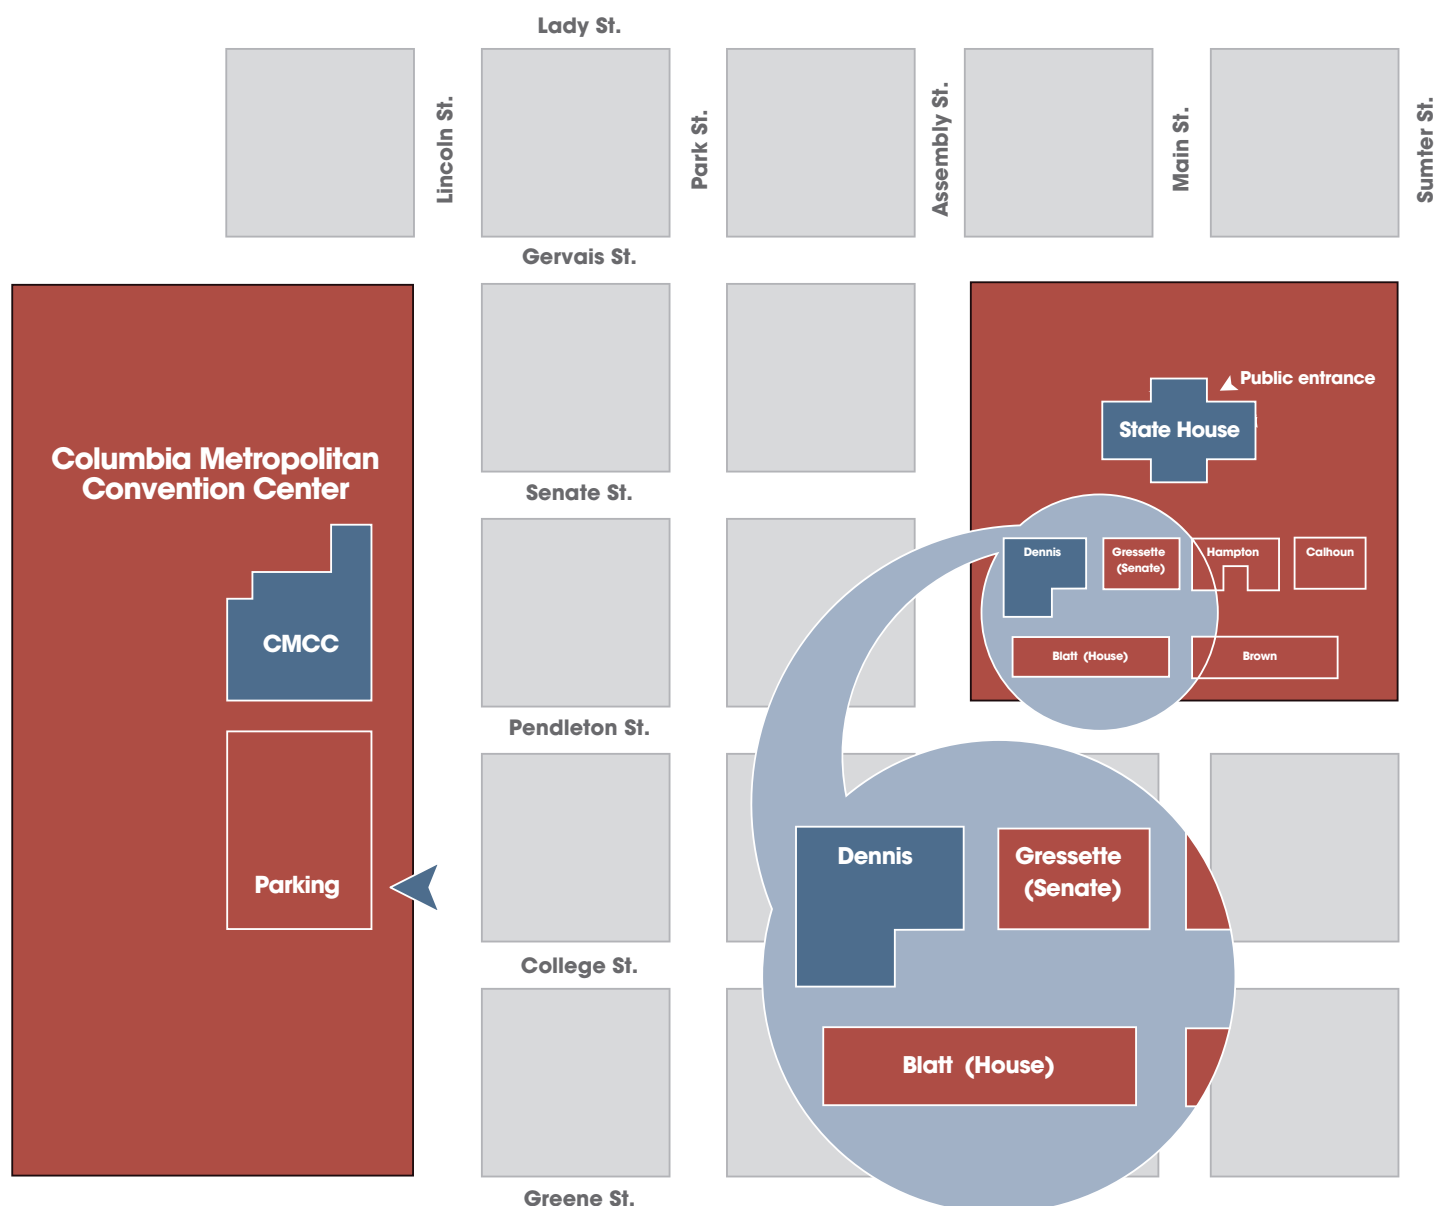 Lady St.
Lincoln St.
Park St.
Assembly St.
Main St.
Sumter St.
Gervais St.
Public entrance
State House
Columbia Metropolitan
Convention Center
Senate St.
Dennis
Gressette
(Senate)
Hampton
Calhoun
CMCC
Blatt (House)
Brown
Pendleton St.
Parking
Dennis
Gressette
(Senate)
College St.
Blatt (House)
Greene St.